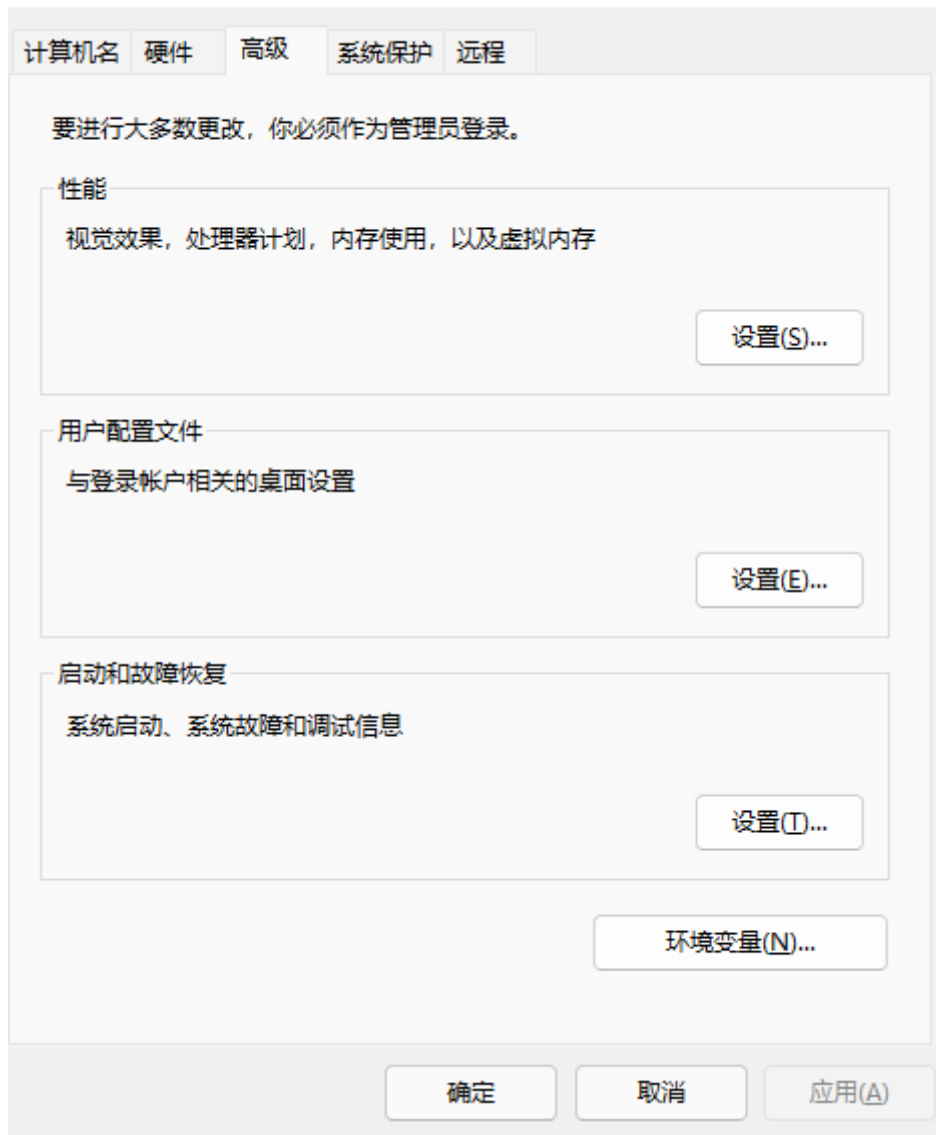 计算机名 硬件 高级 系统保护 远程
要进行大多数更改，你必须作为管理员登录。
性能
视觉效果，处理器计划，内存使用，以及虚拟内存
设置(S)...
用户配置文件
与登录帐户相关的桌面设置
设置(E)...
启动和故障恢复
系统启动、系统故障和调试信息
设置(T)...
环境变量(N)...
确定 取消 应用(A)